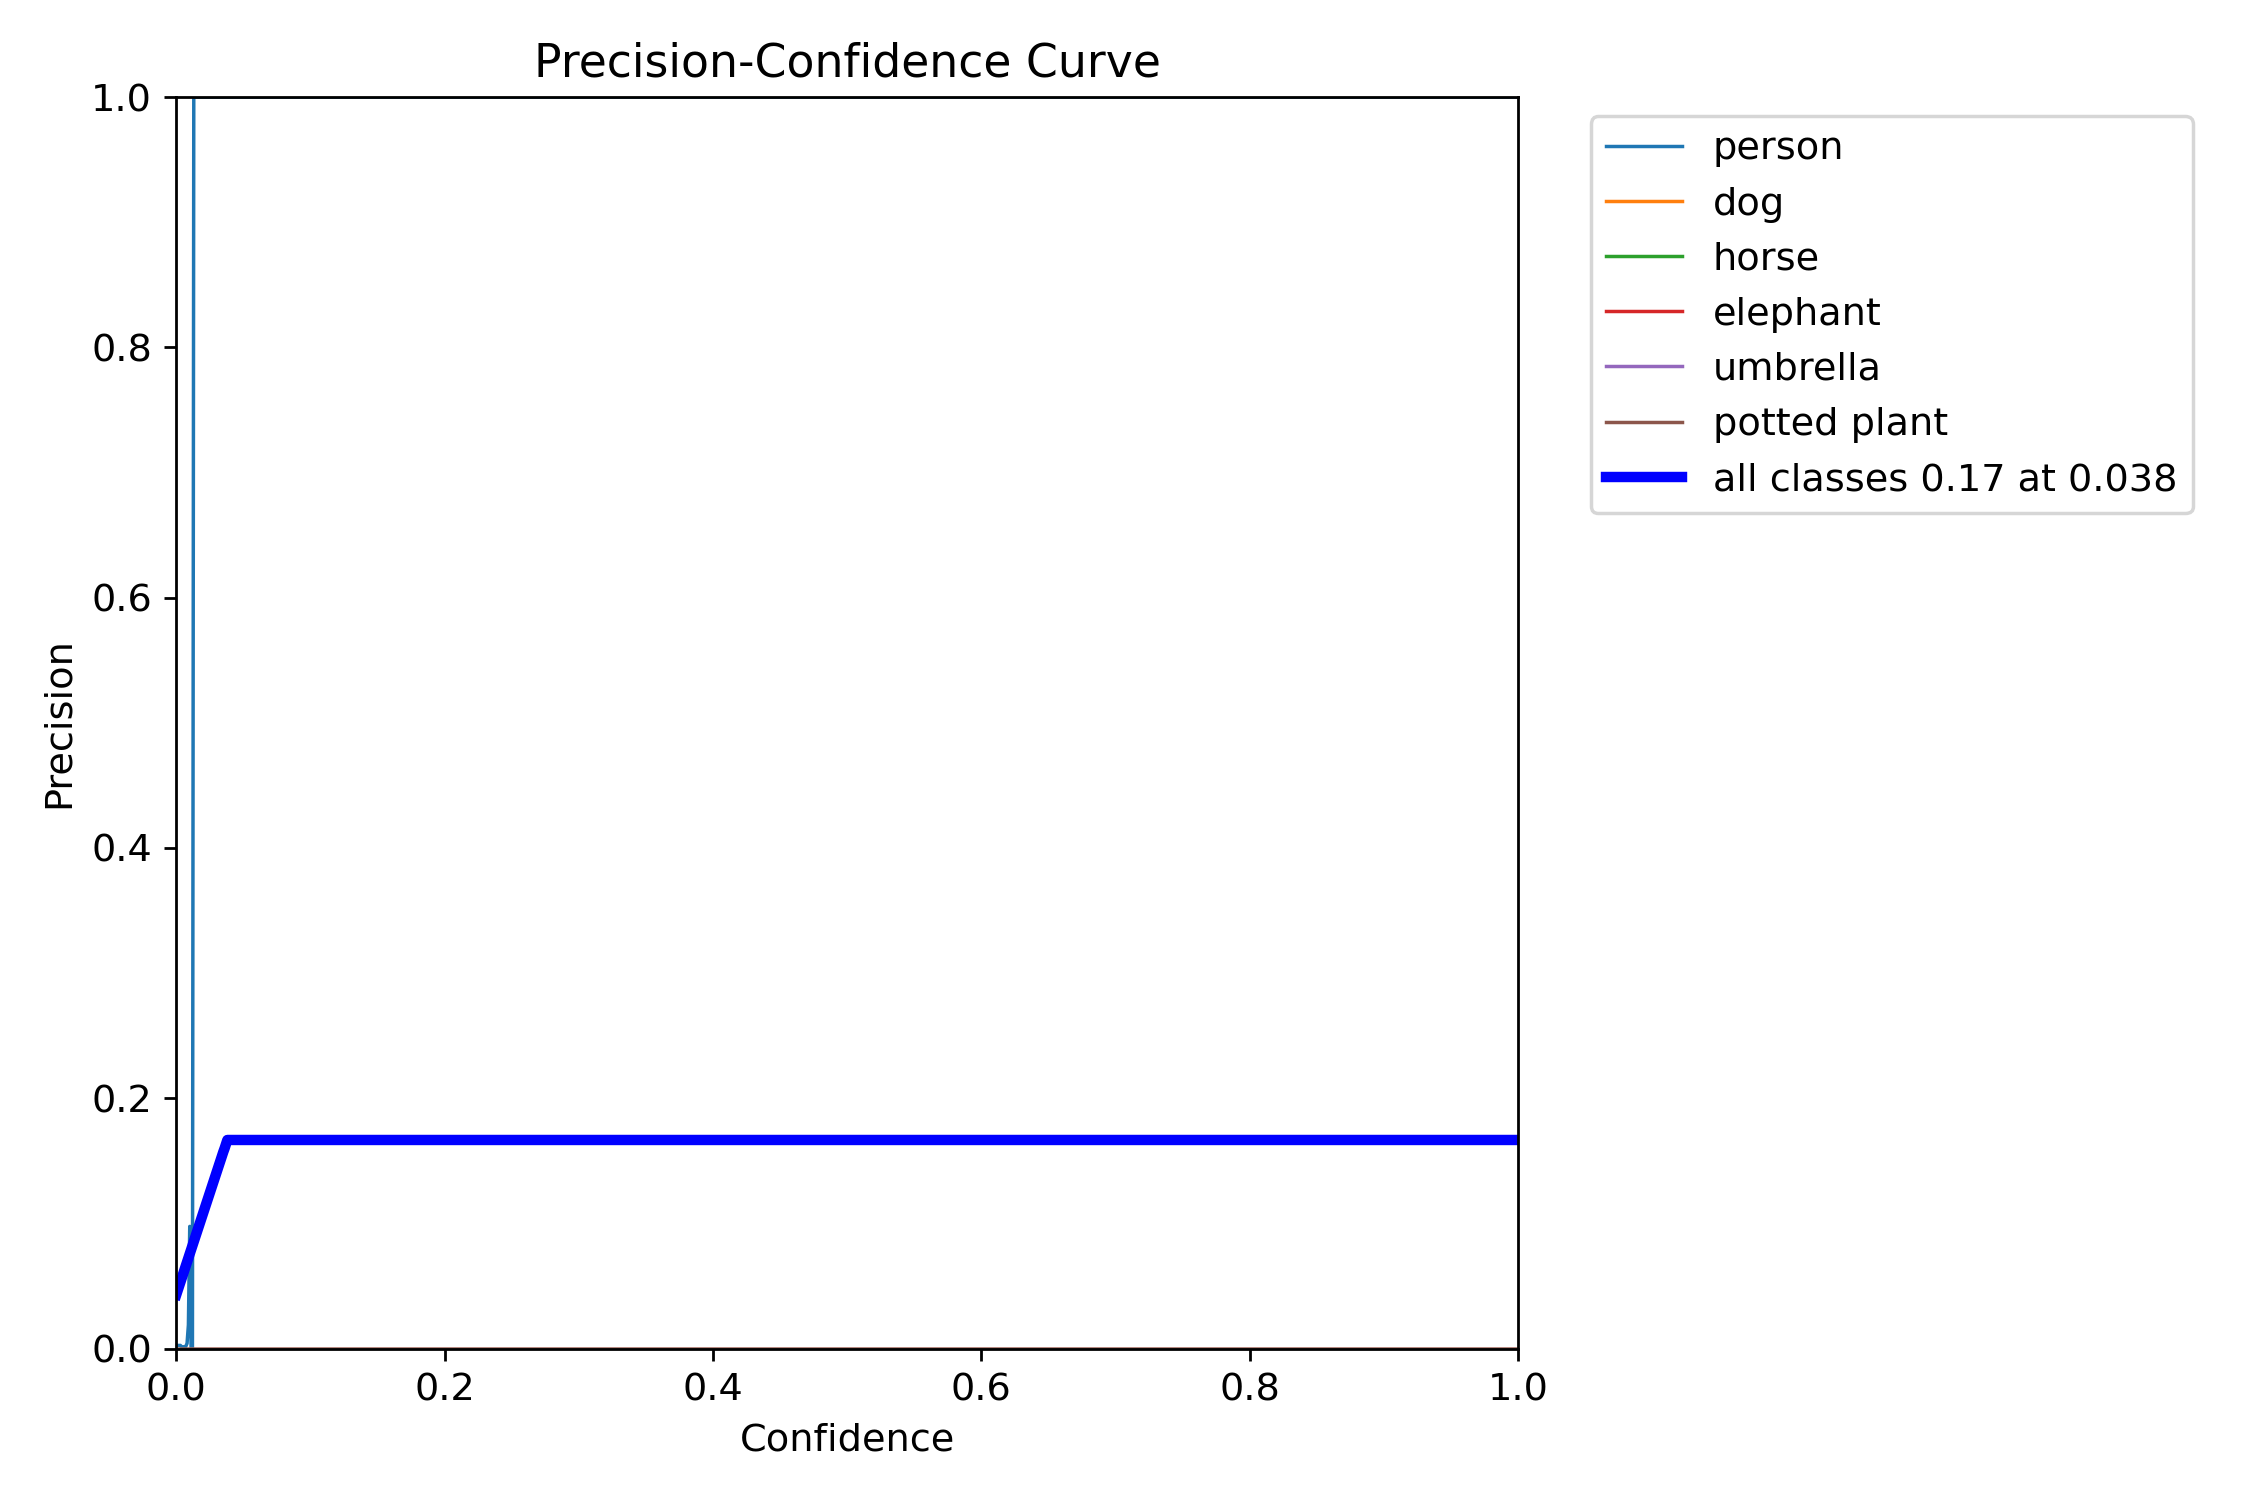 Precision-Confidence Curve
1.0
0.8
0.6
0.4
0.2
0.0
Precision
0.0 0.2 0.4 0.6 0.8 1.0
Confidence
person
dog
horse
elephant
umbrella
potted plant
all classes 0.17 at 0.038